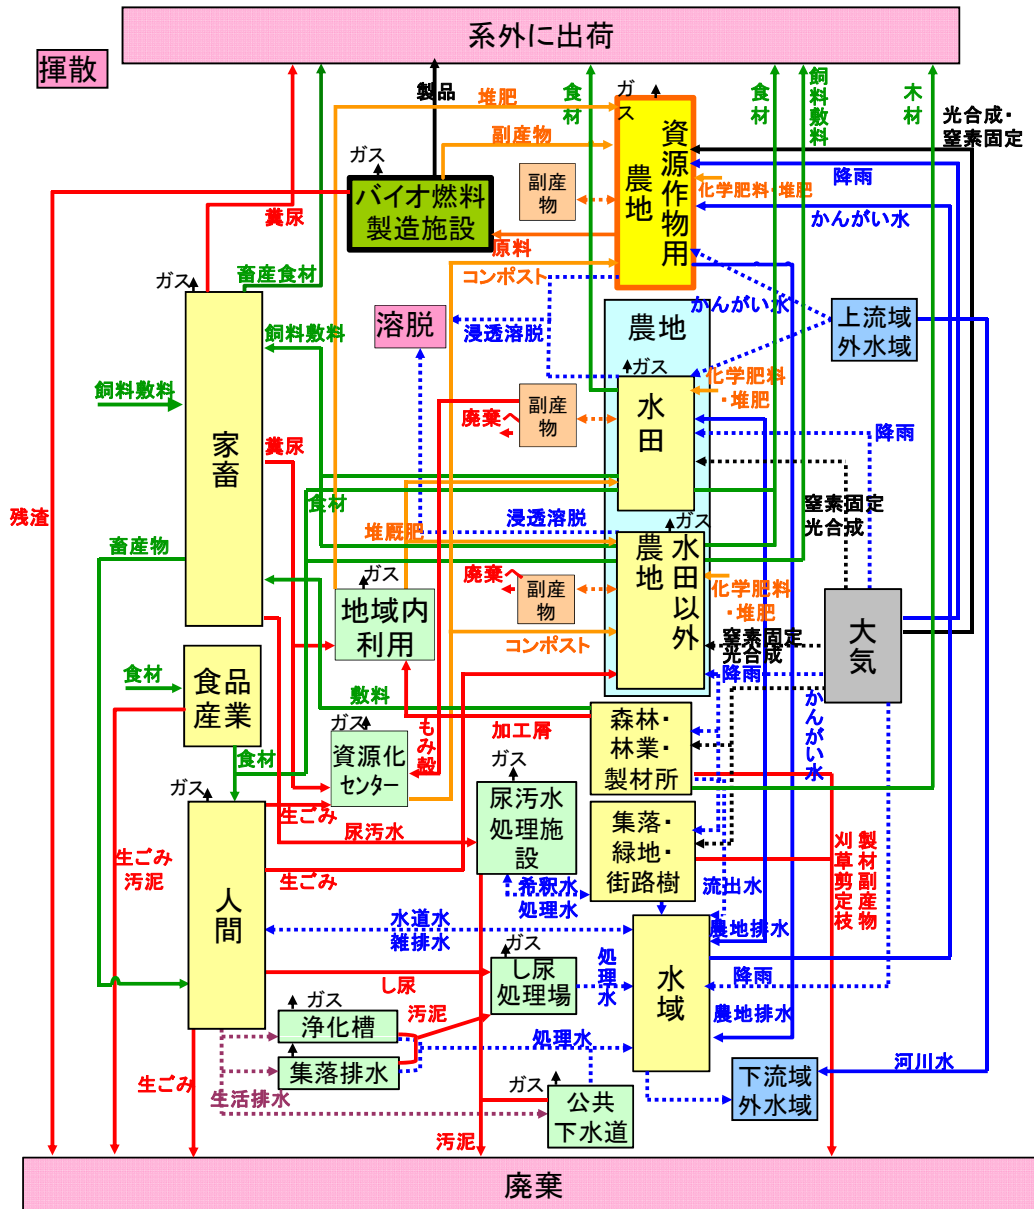 系外に出荷
揮散
製品
堆肥
食材
ガス
資源作物用
農地
食材
飼料敷料
木材
光合成・
窒素固定
副産物
ガス
バイオ燃料
製造施設
副産
物
化学肥料・堆肥
降雨
かんがい水
糞尿
原料
畜産食材
コンポスト
ガス
溶脱
浸透溶脱
農地
かんがい水
上流域
外水域
飼料敷料
ガス
化学肥料
・堆肥
飼料敷料
家畜
廃棄へ
副産
物
水田
降雨
糞尿
残渣
食材
窒素固定
光合成
浸透溶脱
ガス
堆厩肥
畜産物
水田以外
農地
廃棄へ
副産
物
化学肥料
・堆肥
ガス
地域内
利用
大気
コンポスト
窒素固定
光合成
降雨
食品
産業
食材
敷料
かんがい水
森林・
林業・
製材所
加工層
もみ殻
ガス
資源化
センター
食材
ガス
ガス
尿汚水
処理施
設
集落・
緑地・
街路樹
生ごみ
尿汚水
生ごみ
汚泥
生ごみ
刈草剪定枝
製材副産物
人間
希釈水
処理水
流出水
水道水
雑排水
農地排水
ガス
し尿
処理場
処理水
水域
降雨
し尿
農地排水
ガス
浄化槽
汚泥
処理水
集落排水
生ごみ
生活排水
ガス
公共
下水道
下流域
外水域
河川水
汚泥
廃棄